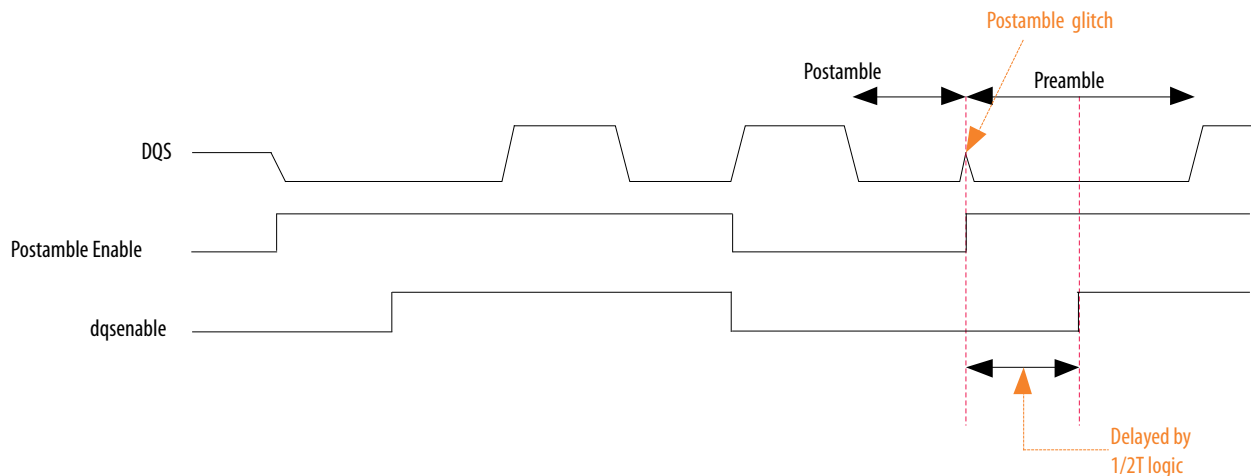 Postamble glitch
Postamble
Preamble
DQS
Postamble Enable
dqsenable
Delayed by
1/2T logic